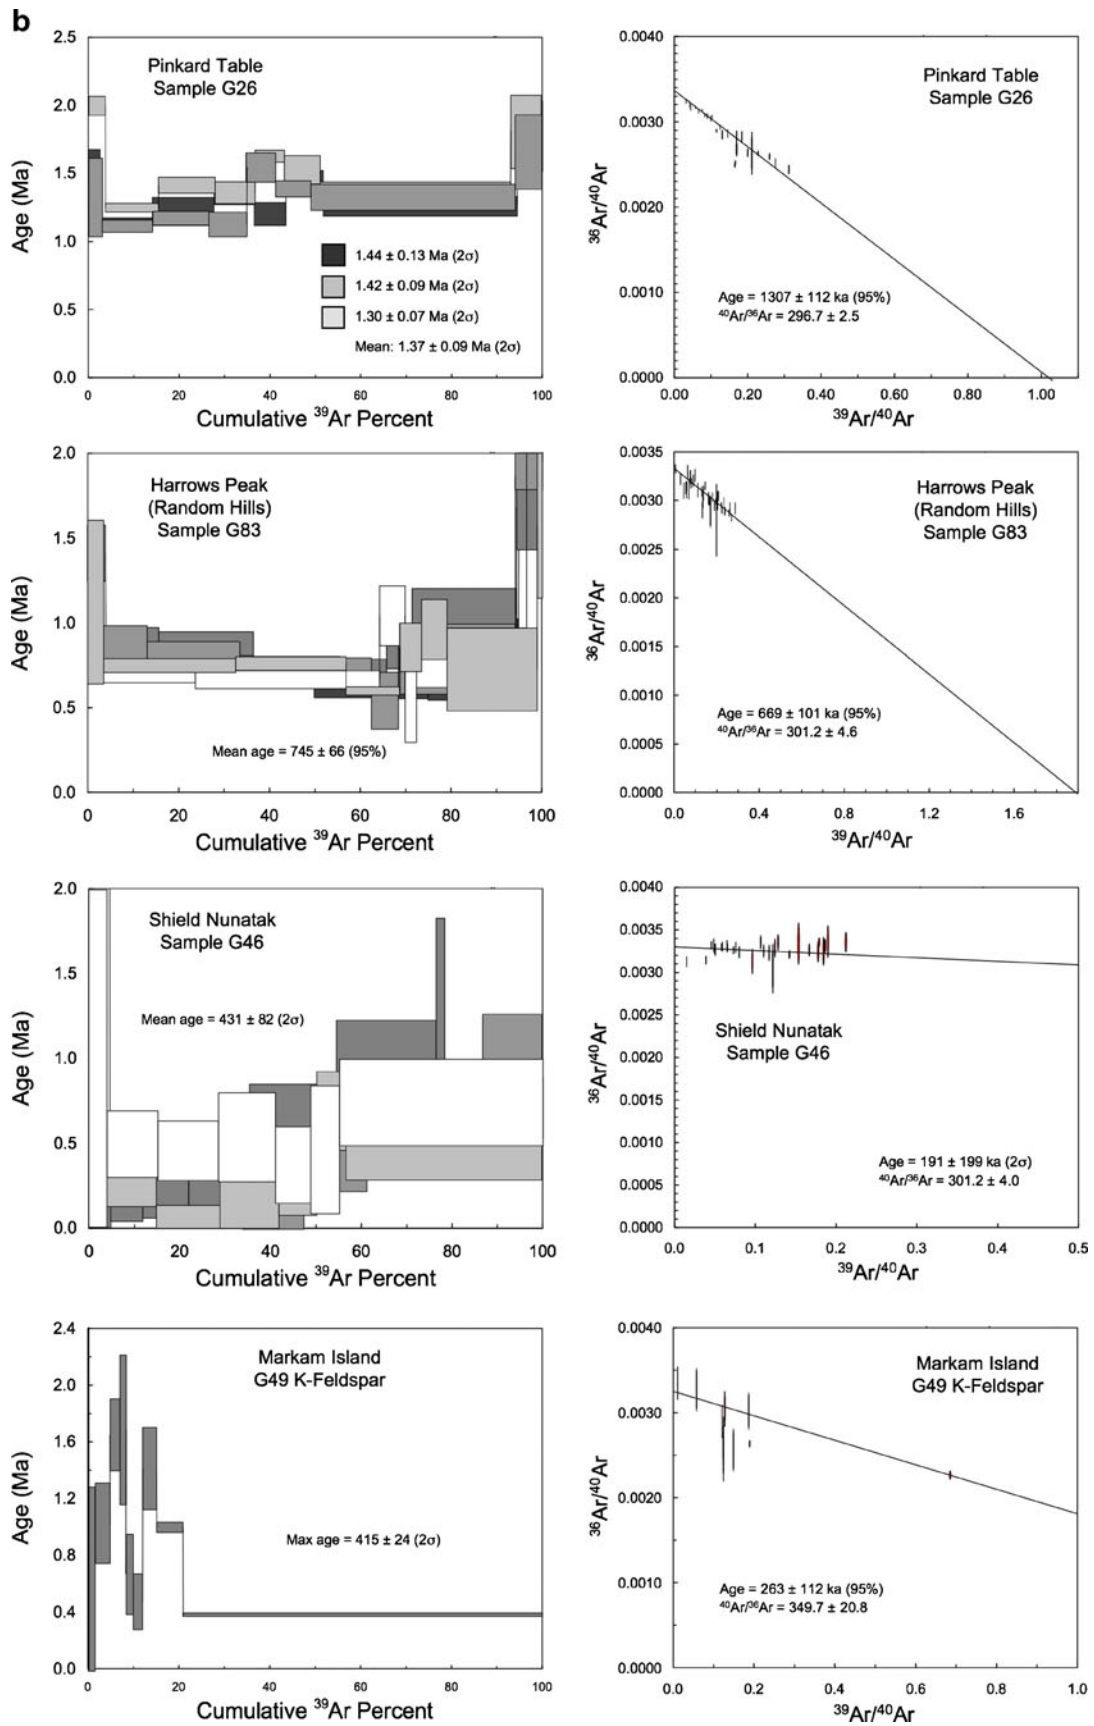 b
2.5
2.0
1.5
1.0
0.5
0.0
Age (Ma)
Pinkard Table
Sample G26
1.44 ± 0.13 Ma (2σ)
1.42 ± 0.09 Ma (2σ)
1.30 ± 0.07 Ma (2σ)
Mean: 1.37 ± 0.09 Ma (2σ)
0 20 40 60 80 100
Cumulative ³⁹Ar Percent
0.0040
0.0030
0.0020
0.0010
0.0000
³⁶Ar/⁴⁰Ar
Pinkard Table
Sample G26
Age = 1307 ± 112 ka (95%)
⁴⁰Ar/³⁶Ar = 296.7 ± 2.5
0.00 0.20 0.40 0.60 0.80 1.00
³⁹Ar/⁴⁰Ar
2.0
1.5
1.0
0.5
0.0
Age (Ma)
Harrows Peak
(Random Hills)
Sample G83
Mean age = 745 ± 66 (95%)
0 20 40 60 80 100
Cumulative ³⁹Ar Percent
0.0035
0.0030
0.0025
0.0020
0.0015
0.0010
0.0005
0.0000
³⁶Ar/⁴⁰Ar
Harrows Peak
(Random Hills)
Sample G83
Age = 669 ± 101 ka (95%)
⁴⁰Ar/³⁶Ar = 301.2 ± 4.6
0.0 0.4 0.8 1.2 1.6
³⁹Ar/⁴⁰Ar
2.0
1.5
1.0
0.5
0.0
Age (Ma)
Shield Nunatak
Sample G46
Mean age = 431 ± 82 (2σ)
0 20 40 60 80 100
Cumulative ³⁹Ar Percent
0.0040
0.0035
0.0030
0.0025
0.0020
0.0015
0.0010
0.0005
0.0000
³⁶Ar/⁴⁰Ar
Shield Nunatak
Sample G46
Age = 191 ± 199 ka (2σ)
⁴⁰Ar/³⁶Ar = 301.2 ± 4.0
0.0 0.1 0.2 0.3 0.4 0.5
³⁹Ar/⁴⁰Ar
2.4
2.0
1.6
1.2
0.8
0.4
0.0
Age (Ma)
Markam Island
G49 K-Feldspar
Max age = 415 ± 24 (2σ)
0 20 40 60 80 100
Cumulative ³⁹Ar Percent
0.0040
0.0030
0.0020
0.0010
0.0000
³⁶Ar/⁴⁰Ar
Markam Island
G49 K-Feldspar
Age = 263 ± 112 ka (95%)
⁴⁰Ar/³⁶Ar = 349.7 ± 20.8
0.0 0.2 0.4 0.6 0.8 1.0
³⁹Ar/⁴⁰Ar